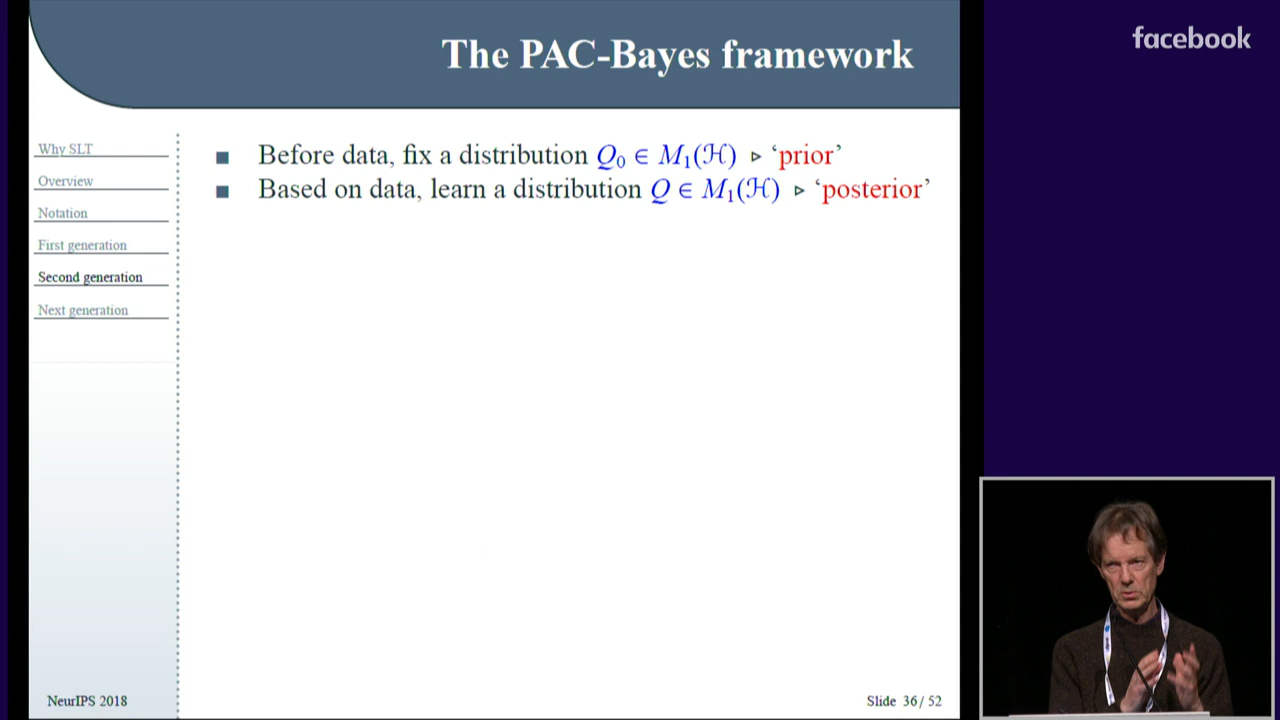 The PAC-Bayes framework
facebook
Why SLT
Overview
Notation
First generation
Second generation
Next generation
■ Before data, fix a distribution Q₀ ∈ M₁(ℋ) ▹ ‘prior’
■ Based on data, learn a distribution Q ∈ M₁(ℋ) ▹ ‘posterior’
NeurIPS 2018
Slide 36 / 52